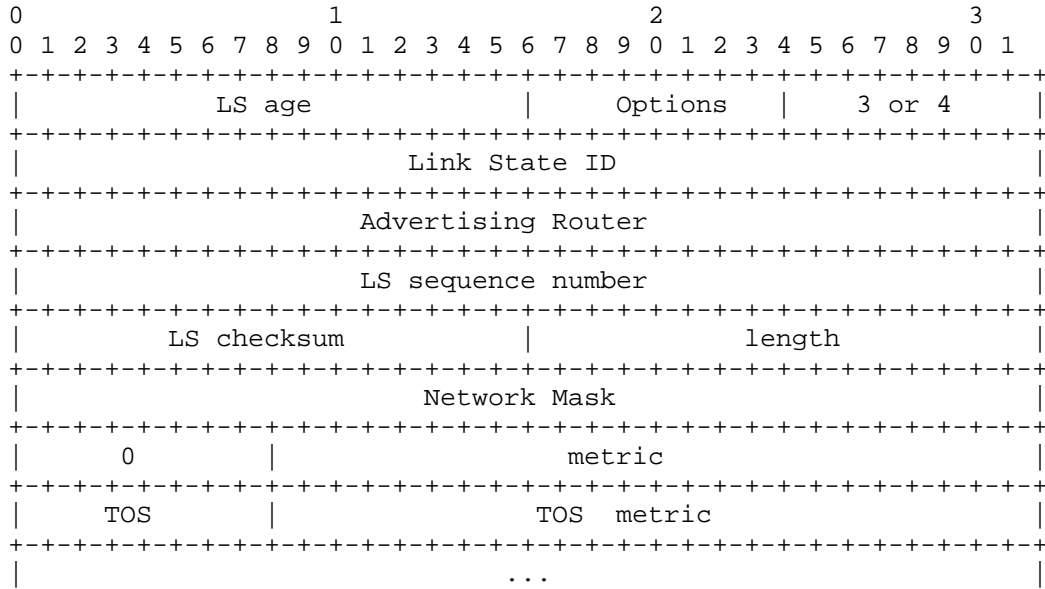 0                   1                   2                   3
0 1 2 3 4 5 6 7 8 9 0 1 2 3 4 5 6 7 8 9 0 1 2 3 4 5 6 7 8 9 0 1
+-+-+-+-+-+-+-+-+-+-+-+-+-+-+-+-+-+-+-+-+-+-+-+-+-+-+-+-+-+-+-+-+
|            LS age             |     Options   |    3 or 4     |
+-+-+-+-+-+-+-+-+-+-+-+-+-+-+-+-+-+-+-+-+-+-+-+-+-+-+-+-+-+-+-+-+
|                        Link State ID                          |
+-+-+-+-+-+-+-+-+-+-+-+-+-+-+-+-+-+-+-+-+-+-+-+-+-+-+-+-+-+-+-+-+
|                     Advertising Router                        |
+-+-+-+-+-+-+-+-+-+-+-+-+-+-+-+-+-+-+-+-+-+-+-+-+-+-+-+-+-+-+-+-+
|                     LS sequence number                        |
+-+-+-+-+-+-+-+-+-+-+-+-+-+-+-+-+-+-+-+-+-+-+-+-+-+-+-+-+-+-+-+-+
|         LS checksum           |             length            |
+-+-+-+-+-+-+-+-+-+-+-+-+-+-+-+-+-+-+-+-+-+-+-+-+-+-+-+-+-+-+-+-+
|                         Network Mask                          |
+-+-+-+-+-+-+-+-+-+-+-+-+-+-+-+-+-+-+-+-+-+-+-+-+-+-+-+-+-+-+-+-+
|      0        |                  metric                       |
+-+-+-+-+-+-+-+-+-+-+-+-+-+-+-+-+-+-+-+-+-+-+-+-+-+-+-+-+-+-+-+-+
|     TOS       |                TOS  metric                    |
+-+-+-+-+-+-+-+-+-+-+-+-+-+-+-+-+-+-+-+-+-+-+-+-+-+-+-+-+-+-+-+-+
|                              ...                              |